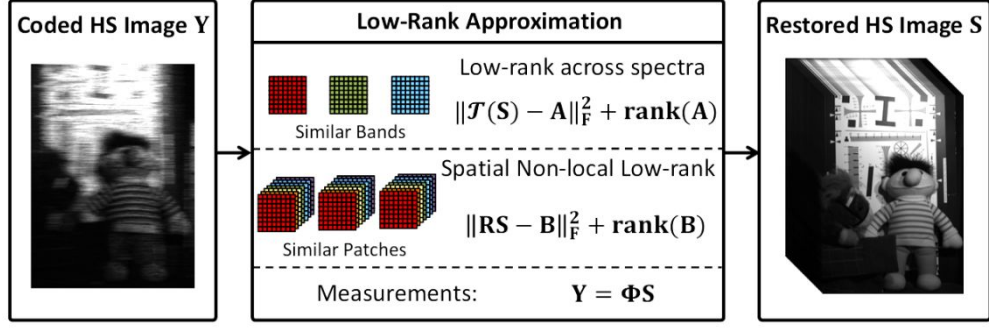 Coded HS Image Y
Low-Rank Approximation
Low-rank across spectra
Similar Bands
‖𝒯(S) − A‖²_F + rank(A)
Spatial Non-local Low-rank
Similar Patches
‖RS − B‖²_F + rank(B)
Measurements: Y = ΦS
Restored HS Image S